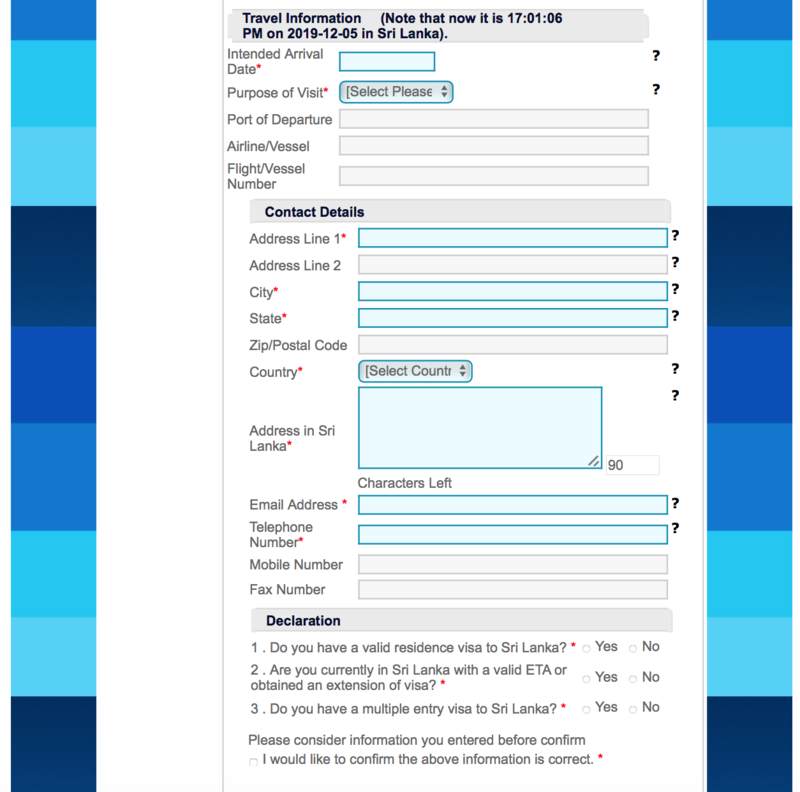 Travel Information (Note that now it is 17:01:06
PM on 2019-12-05 in Sri Lanka).
Intended Arrival
Date* ?
Purpose of Visit* [Select Please ?
Port of Departure
Airline/Vessel
Flight/Vessel
Number
Contact Details
Address Line 1* ?
Address Line 2 ?
City* ?
State* ?
Zip/Postal Code
Country* [Select Countr ?
?
Address in Sri
Lanka*
90
Characters Left
Email Address * ?
Telephone
Number* ?
Mobile Number
Fax Number
Declaration
1 . Do you have a valid residence visa to Sri Lanka? * Yes No
2 . Are you currently in Sri Lanka with a valid ETA or
obtained an extension of visa? * Yes No
3 . Do you have a multiple entry visa to Sri Lanka? * Yes No
Please consider information you entered before confirm
I would like to confirm the above information is correct. *